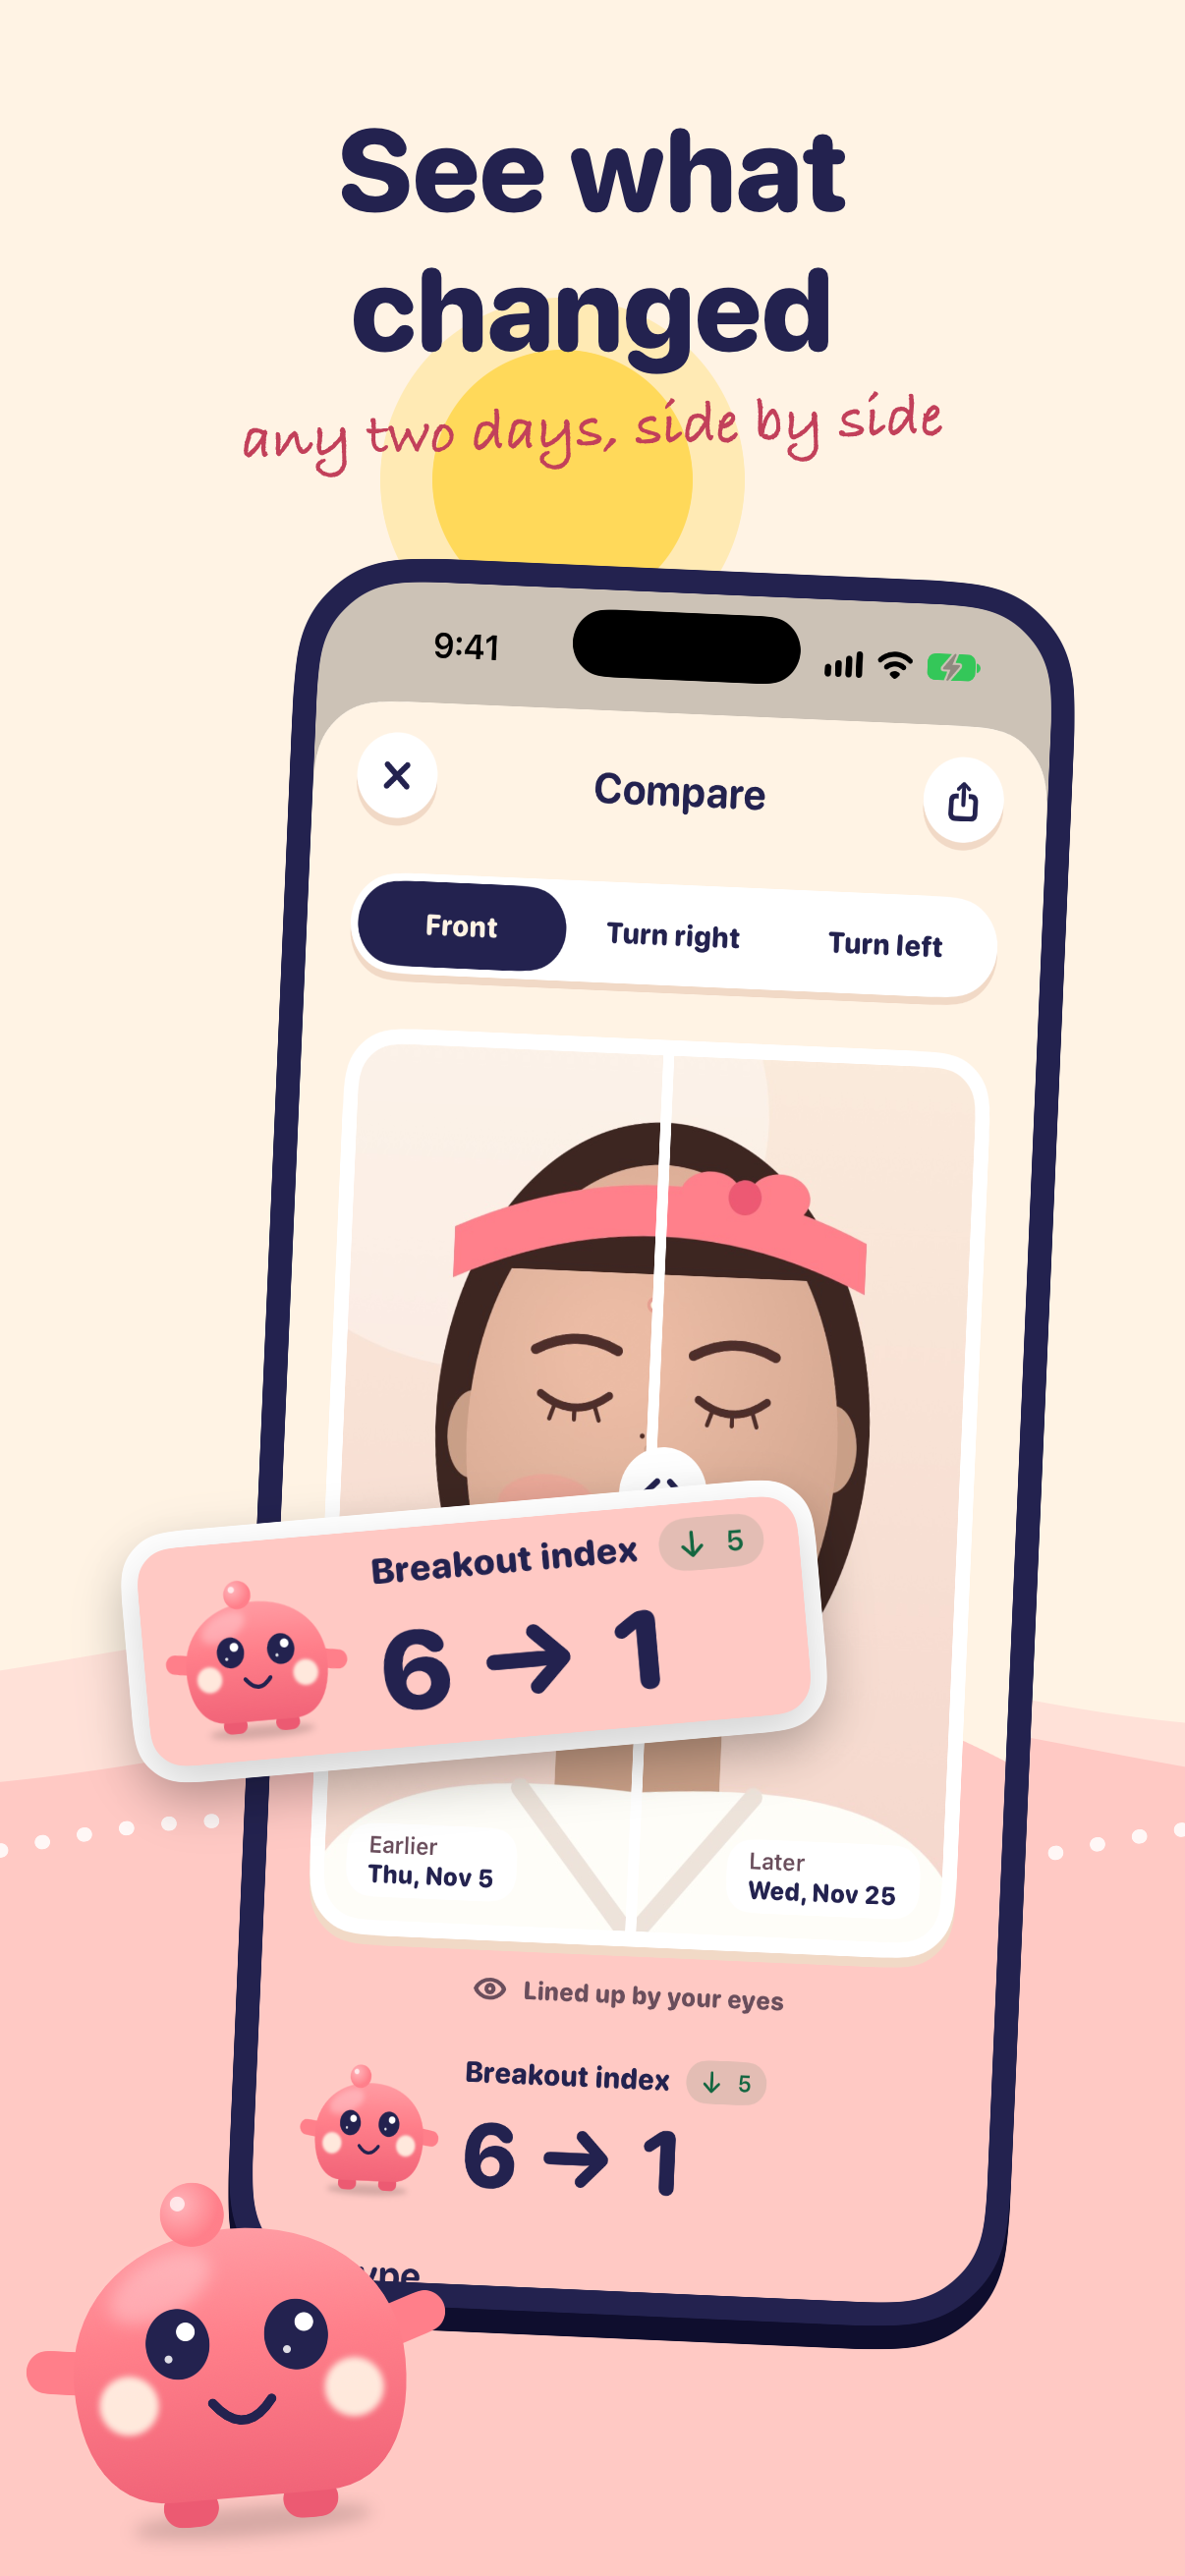 See what
changed
any two days, side by side
9:41
Compare
Front
Turn right
Turn left
Breakout index
5
6 → 1
Earlier
Thu, Nov 5
Later
Wed, Nov 25
Lined up by your eyes
Breakout index
5
6 → 1